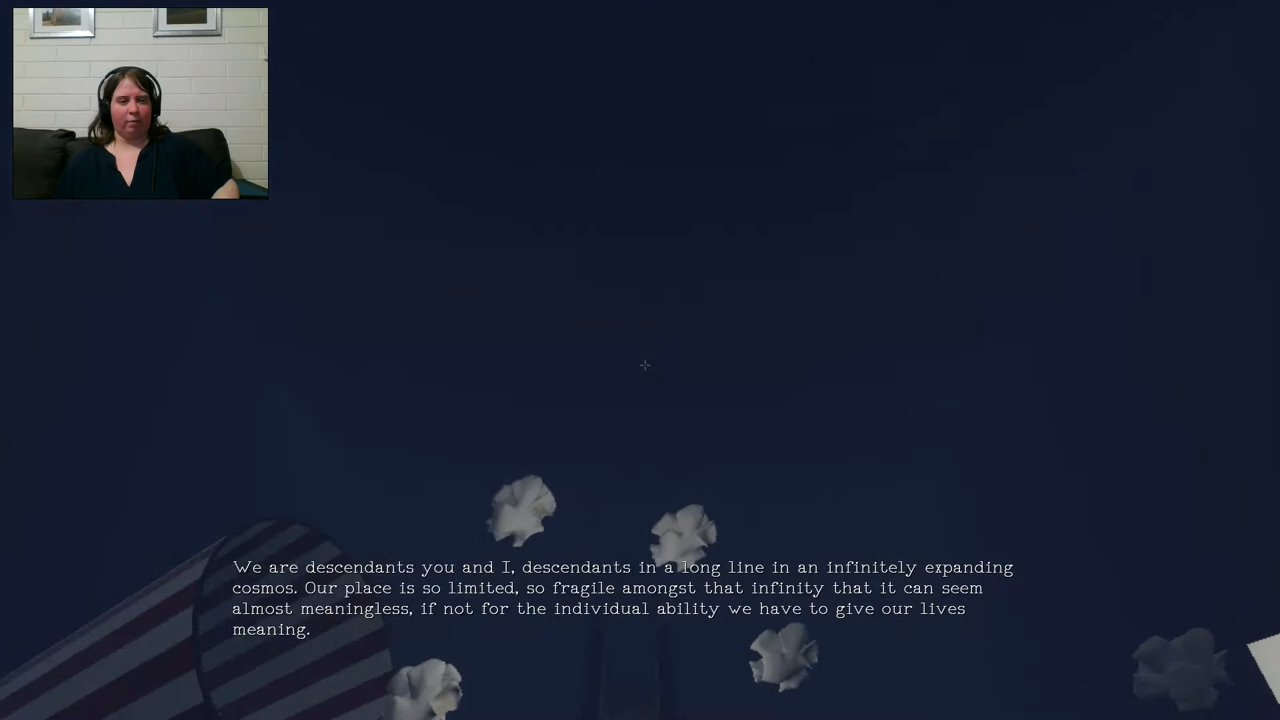 We are descendants you and I, descendants in a long line in an infinitely expanding
cosmos. Our place is so limited, so fragile amongst that infinity that it can seem
almost meaningless, if not for the individual ability we have to give our lives
meaning.